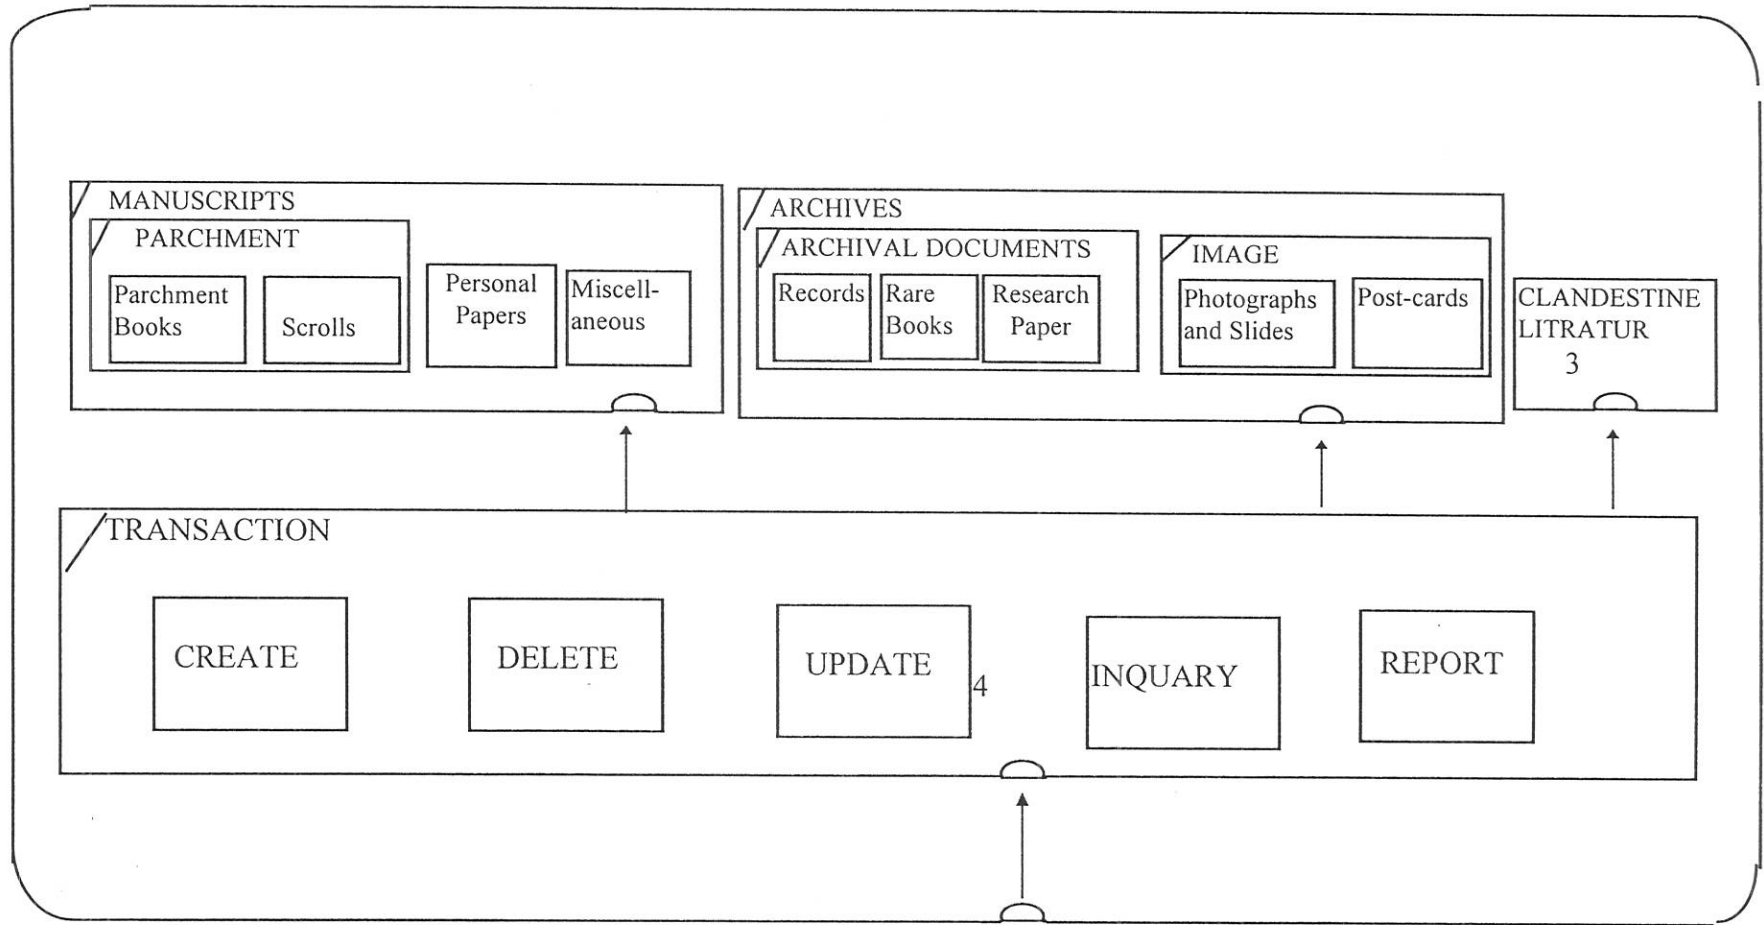 MANUSCRIPTS
PARCHMENT
Parchment
Books
Scrolls
Personal
Papers
Miscell-
aneous
ARCHIVES
ARCHIVAL DOCUMENTS
Records
Rare
Books
Research
Paper
IMAGE
Photographs
and Slides
Post-cards
CLANDESTINE
LITRATUR
3
TRANSACTION
CREATE
DELETE
UPDATE
4
INQUARY
REPORT